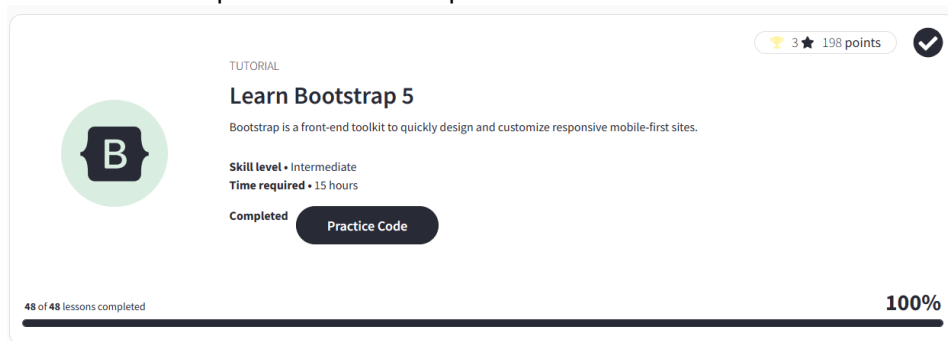 3 ★ 198 points
TUTORIAL
Learn Bootstrap 5
Bootstrap is a front-end toolkit to quickly design and customize responsive mobile-first sites.
B
Skill level • Intermediate
Time required • 15 hours
Completed
Practice Code
48 of 48 lessons completed
100%